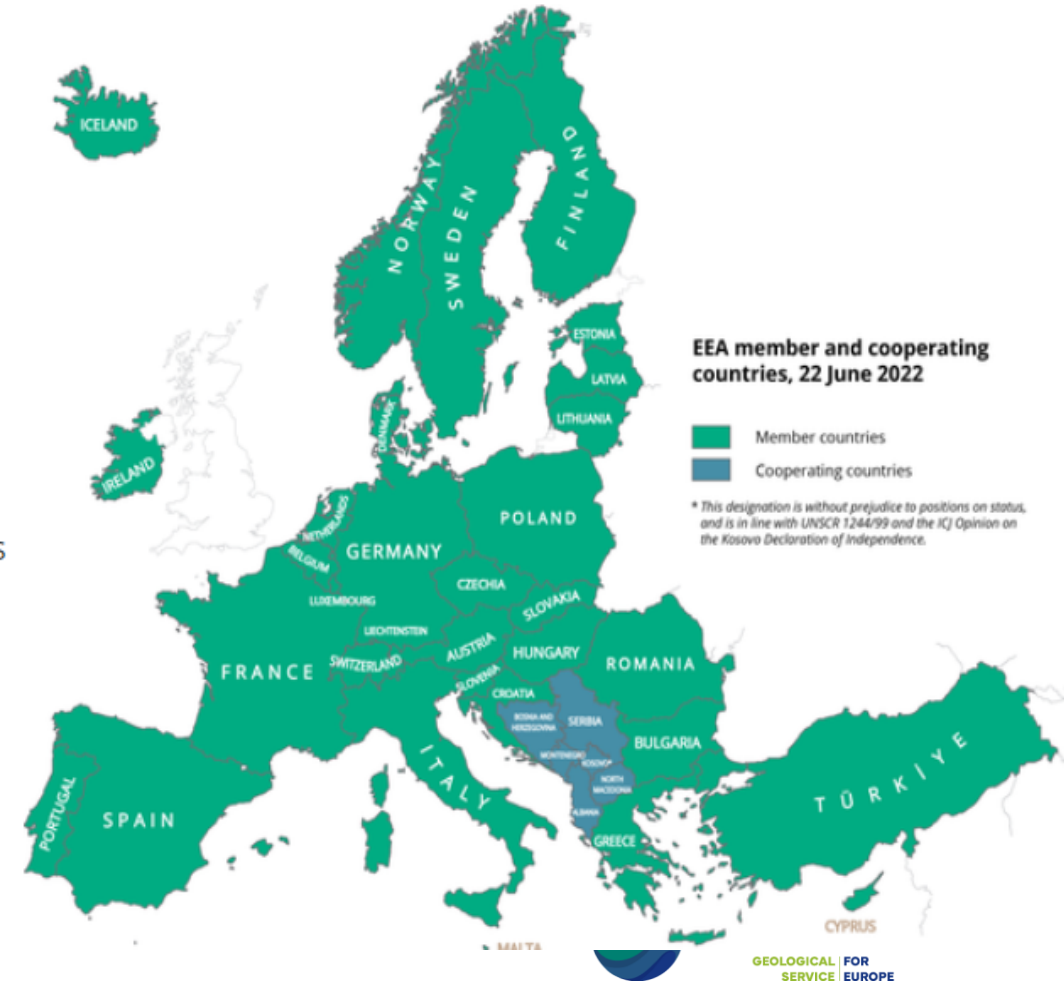 ICELAND
NORWAY
SWEDEN
FINLAND
ESTONIA
LATVIA
LITHUANIA
DENMARK
IRELAND
NETHERLANDS
BELGIUM
GERMANY
POLAND
LUXEMBOURG
CZECHIA
SLOVAKIA
LIECHTENSTEIN
SWITZERLAND
AUSTRIA
HUNGARY
FRANCE
SLOVENIA
CROATIA
ROMANIA
BOSNIA AND
HERZEGOVINA
SERBIA
MONTENEGRO
KOSOVO*
BULGARIA
NORTH
MACEDONIA
ALBANIA
ITALY
GREECE
TÜRKİYE
PORTUGAL
SPAIN
CYPRUS
MALTA
EEA member and cooperating
countries, 22 June 2022
Member countries
Cooperating countries
* This designation is without prejudice to positions on status,
and is in line with UNSCR 1244/99 and the ICJ Opinion on
the Kosovo Declaration of Independence.
s
GEOLOGICAL FOR
SERVICE EUROPE